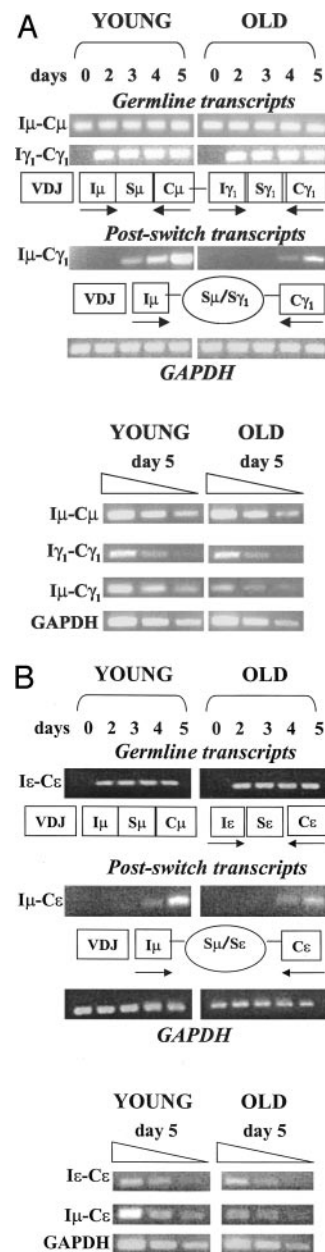 A
YOUNG OLD
days 0 2 3 4 5 0 2 3 4 5
Germline transcripts
Iμ-Cμ
Iγ₁-Cγ₁
VDJ Iμ Sμ Cμ Iγ₁ Sγ₁ Cγ₁
Post-switch transcripts
Iμ-Cγ₁
VDJ Iμ Sμ/Sγ₁ Cγ₁
GAPDH
YOUNG OLD
day 5 day 5
Iμ-Cμ
Iγ₁-Cγ₁
Iμ-Cγ₁
GAPDH
B
YOUNG OLD
days 0 2 3 4 5 0 2 3 4 5
Germline transcripts
Iε-Cε
VDJ Iμ Sμ Cμ Iε Sε Cε
Post-switch transcripts
Iμ-Cε
VDJ Iμ Sμ/Sε Cε
GAPDH
YOUNG OLD
day 5 day 5
Iε-Cε
Iμ-Cε
GAPDH